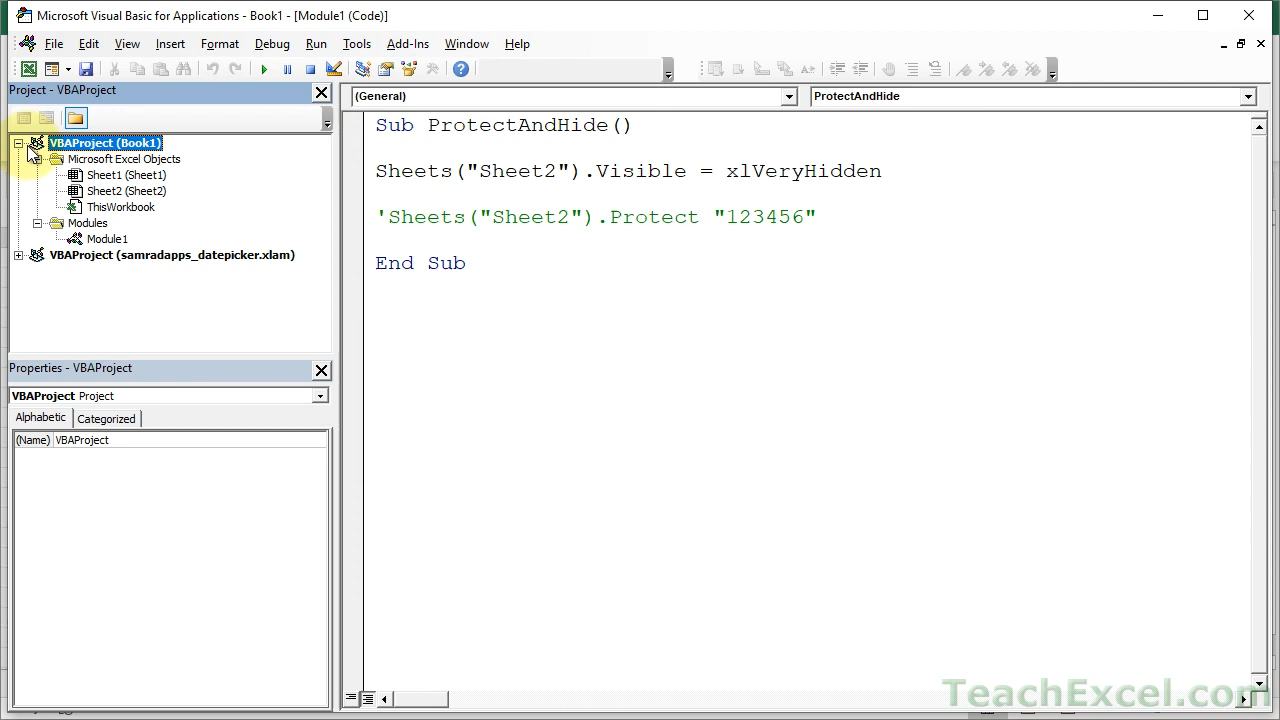 Microsoft Visual Basic for Applications - Book1 - [Module1 (Code)]
File Edit View Insert Format Debug Run Tools Add-Ins Window Help
Project - VBAProject
(General)
ProtectAndHide
VBAProject (Book1)
Microsoft Excel Objects
Sheet1 (Sheet1)
Sheet2 (Sheet2)
ThisWorkbook
Modules
Module1
VBAProject (samradapps_datepicker.xlam)
Properties - VBAProject
VBAProject Project
Alphabetic Categorized
(Name) VBAProject
Sub ProtectAndHide()
Sheets("Sheet2").Visible = xlVeryHidden
'Sheets("Sheet2").Protect "123456"
End Sub
TeachExcel.com